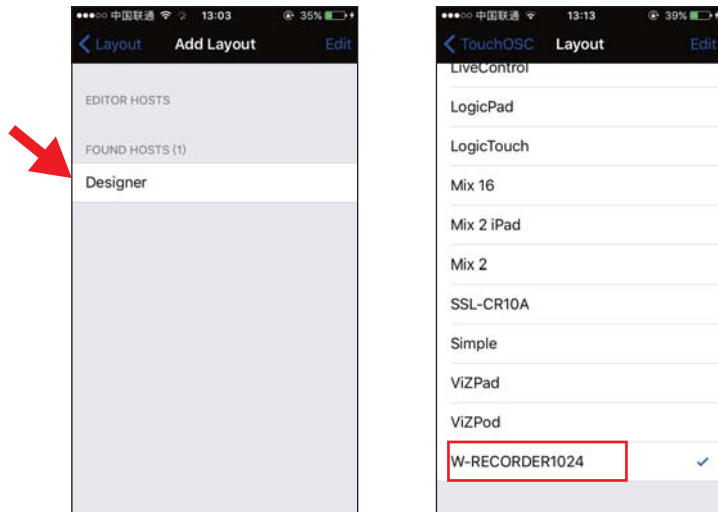 ●●●○○ 中国联通 13:03 35%
Layout Add Layout Edit
EDITOR HOSTS
FOUND HOSTS (1)
Designer
●●●○○ 中国联通 13:13 39%
TouchOSC Layout Edit
LiveControl
LogicPad
LogicTouch
Mix 16
Mix 2 iPad
Mix 2
SSL-CR10A
Simple
ViZPad
ViZPod
W-RECORDER1024